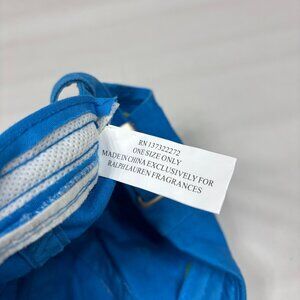 RN 137322272
ONE SIZE ONLY
MADE IN CHINA EXCLUSIVELY FOR
RALPH LAUREN FRAGRANCES